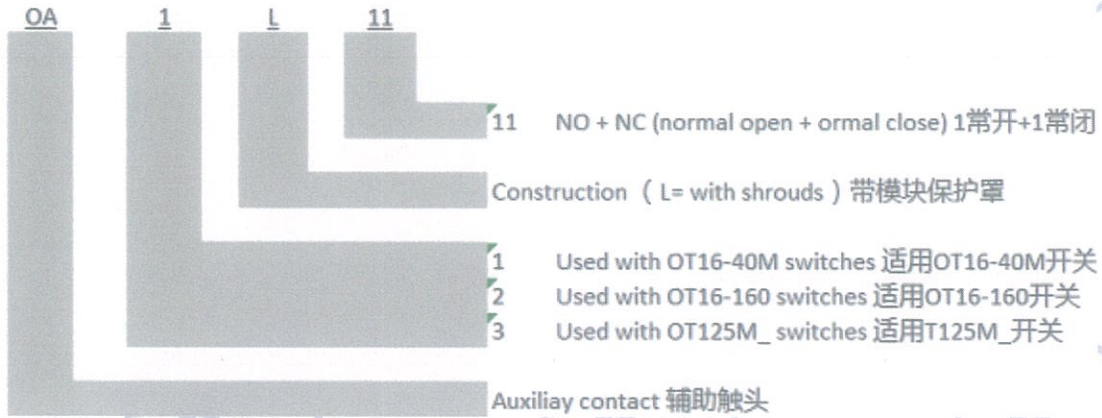 OA 1 L 11
11 NO + NC (normal open + ormal close) 1常开+1常闭
Construction （ L= with shrouds ）带模块保护罩
1 Used with OT16-40M switches 适用OT16-40M开关
2 Used with OT16-160 switches 适用OT16-160开关
3 Used with OT125M_ switches 适用T125M_开关
Auxiliay contact 辅助触头